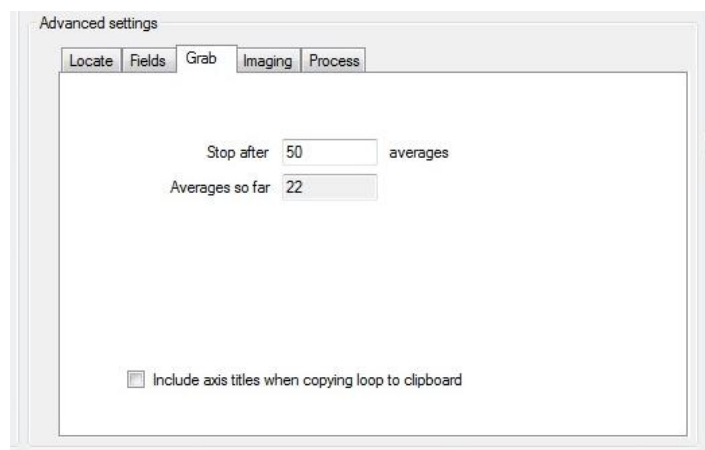 Advanced settings
Locate Fields Grab Imaging Process
Stop after 50 averages
Averages so far 22
Include axis titles when copying loop to clipboard